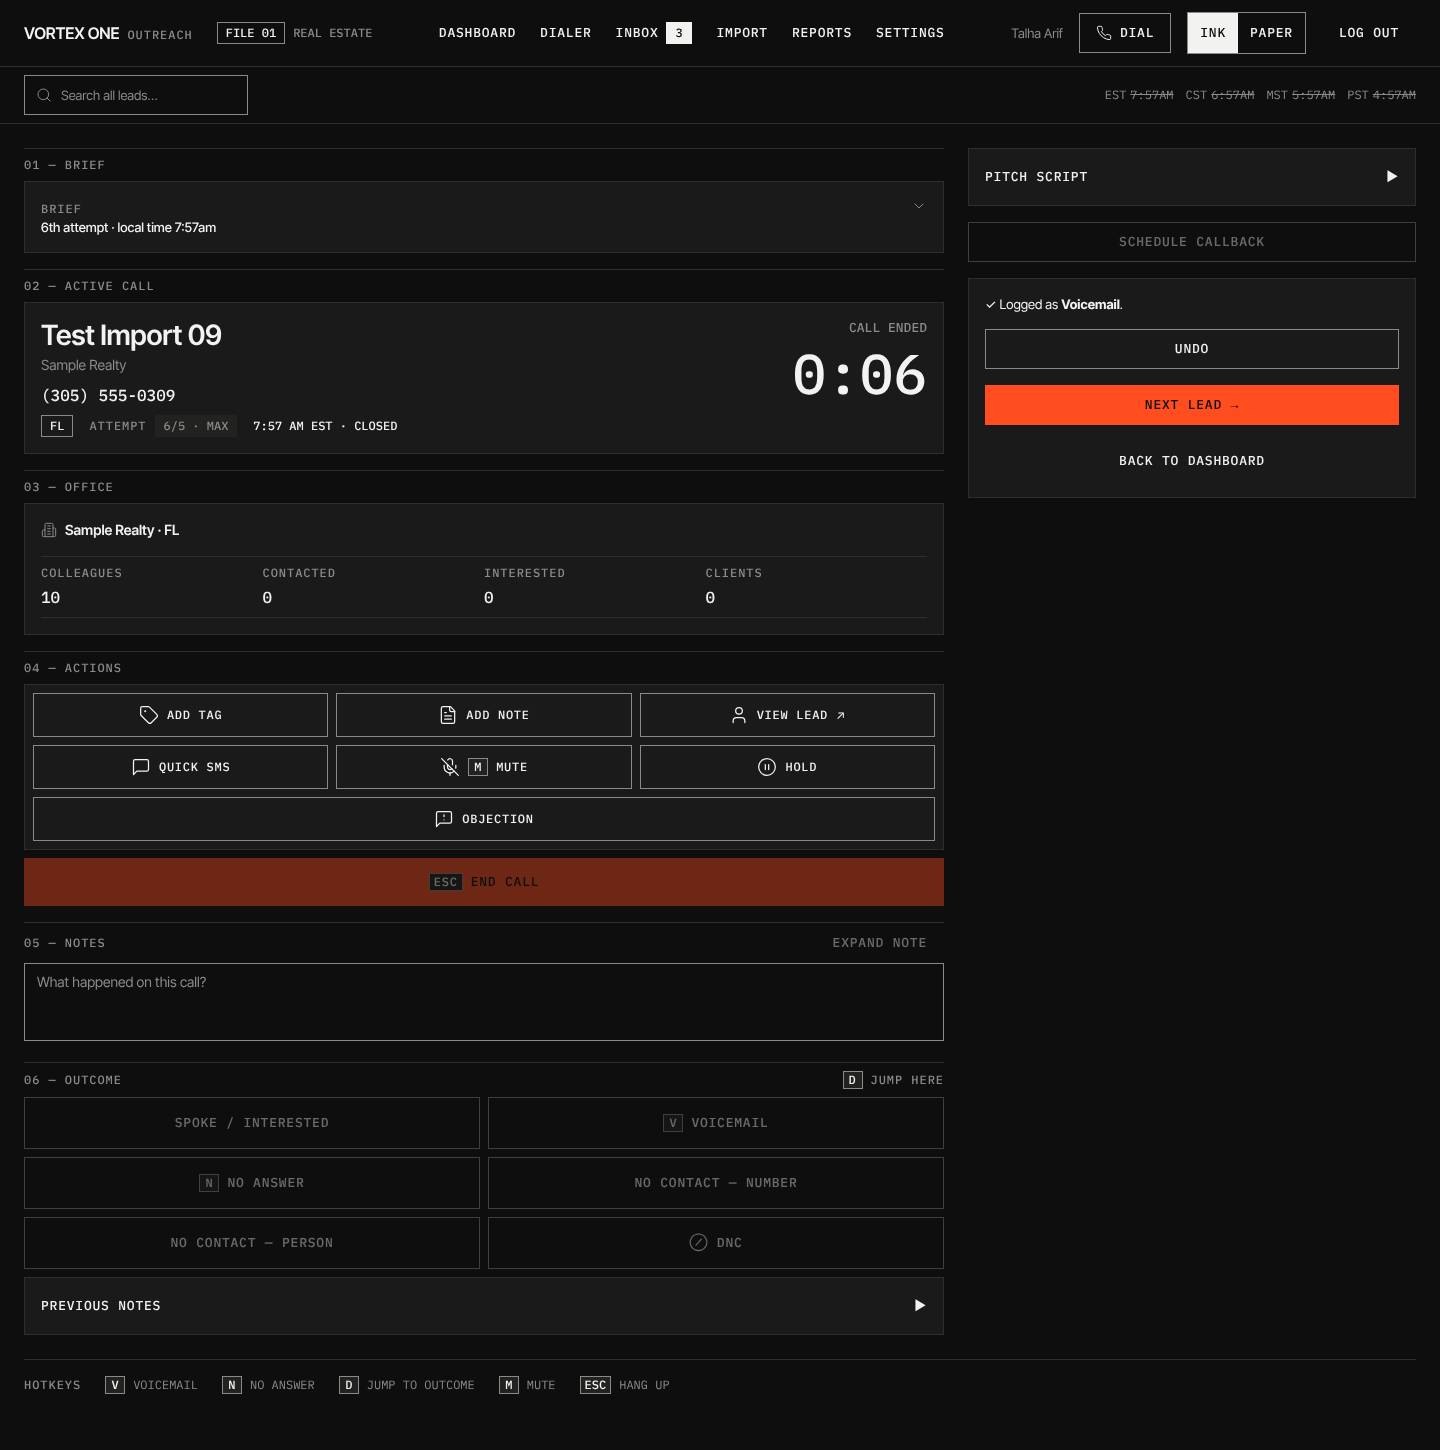 VORTEX ONE OUTREACH FILE 01 REAL ESTATE DASHBOARD DIALER INBOX 3 IMPORT REPORTS SETTINGS Talha Arif DIAL INK PAPER LOG OUT
Search all leads... EST 7:57AM CST 6:57AM MST 5:57AM PST 4:57AM
01 — BRIEF
BRIEF
6th attempt · local time 7:57am
02 — ACTIVE CALL
Test Import 09
Sample Realty
(305) 555-0309
FL ATTEMPT 6/5 · MAX 7:57 AM EST · CLOSED
CALL ENDED
0:06
03 — OFFICE
Sample Realty · FL
COLLEAGUES CONTACTED INTERESTED CLIENTS
10 0 0 0
04 — ACTIONS
ADD TAG ADD NOTE VIEW LEAD ↗
QUICK SMS M MUTE HOLD
OBJECTION
ESC END CALL
05 — NOTES EXPAND NOTE
What happened on this call?
06 — OUTCOME D JUMP HERE
SPOKE / INTERESTED V VOICEMAIL
N NO ANSWER NO CONTACT — NUMBER
NO CONTACT — PERSON DNC
PREVIOUS NOTES ▶
PITCH SCRIPT ▶
SCHEDULE CALLBACK
✓ Logged as Voicemail.
UNDO
NEXT LEAD →
BACK TO DASHBOARD
HOTKEYS V VOICEMAIL N NO ANSWER D JUMP TO OUTCOME M MUTE ESC HANG UP